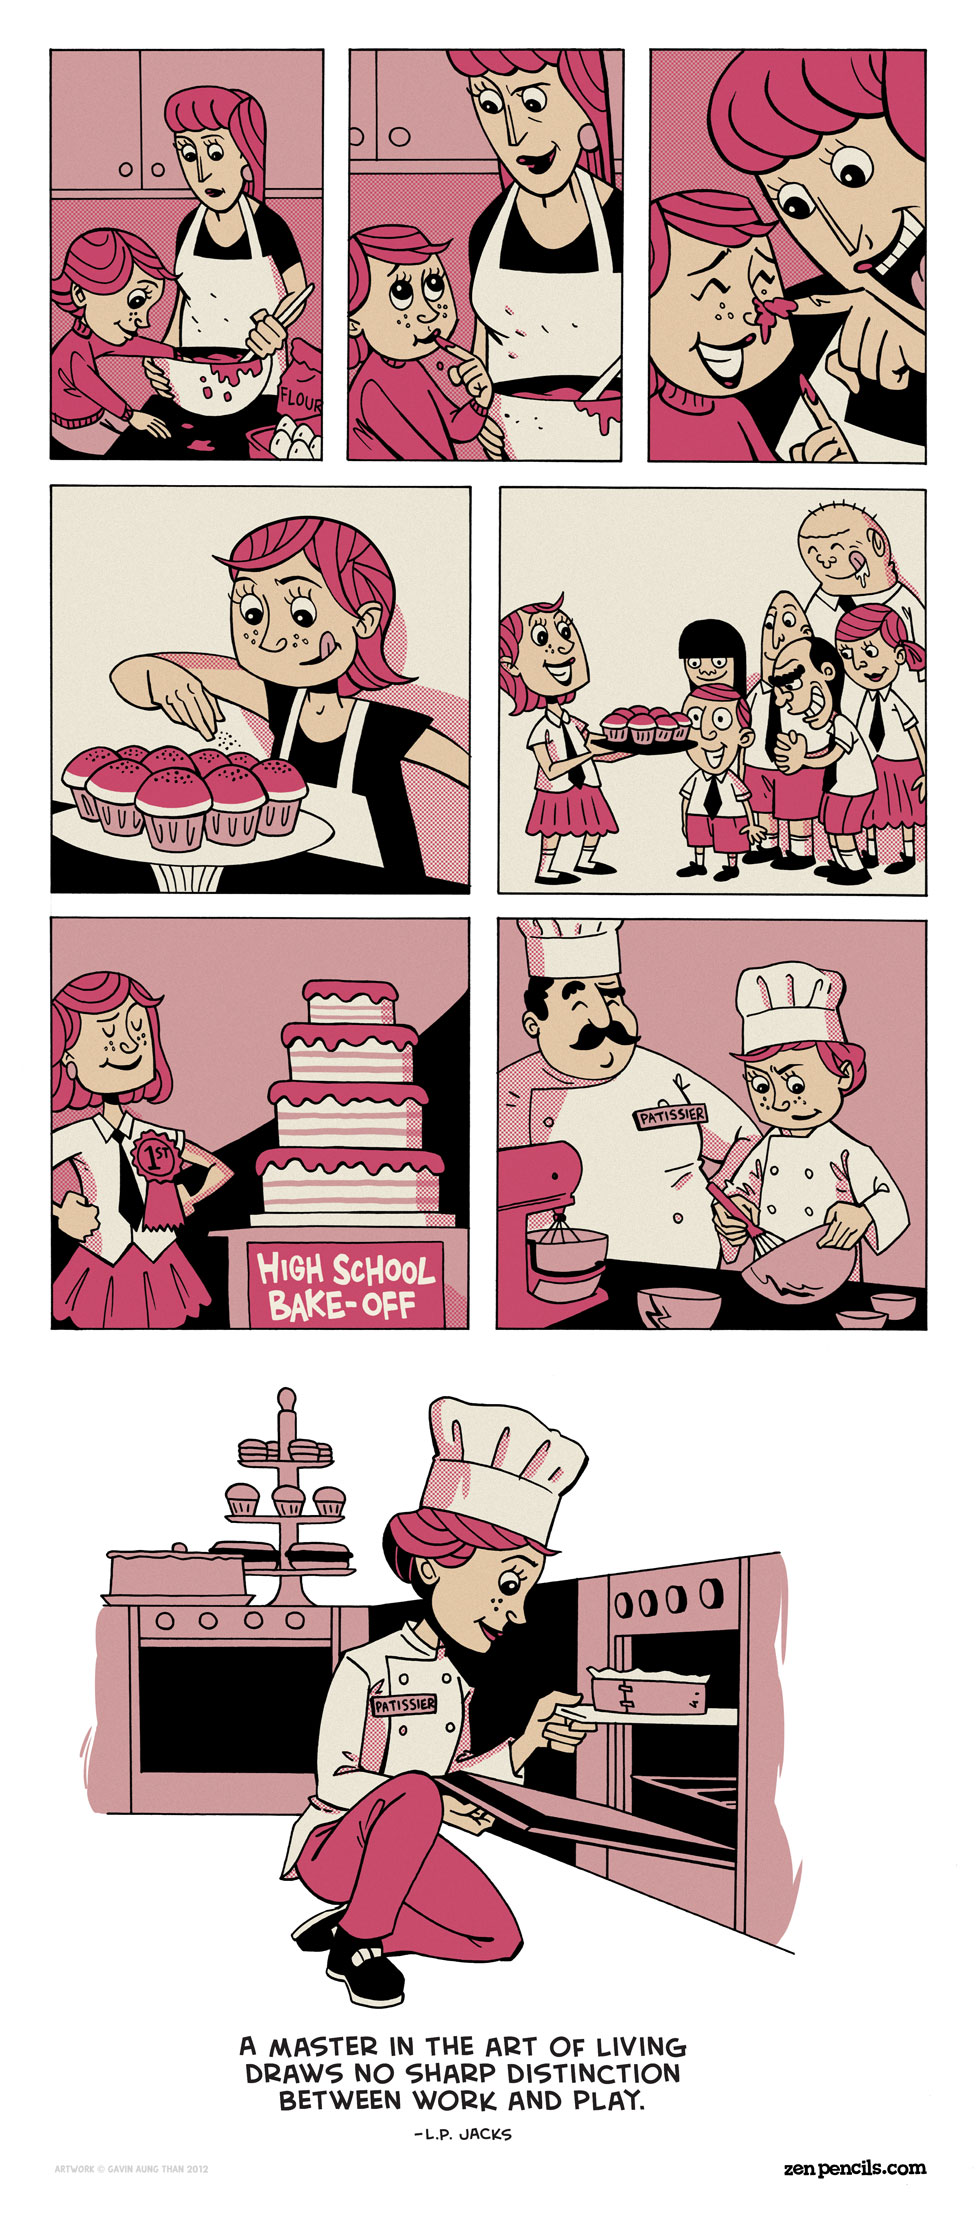 FLOUR
1ST
HIGH SCHOOL
BAKE-OFF
PATISSIER
PATISSIER
A MASTER IN THE ART OF LIVING
DRAWS NO SHARP DISTINCTION
BETWEEN WORK AND PLAY.
-L.P. JACKS
ARTWORK © GAVIN AUNG THAN 2012
zenpencils.com